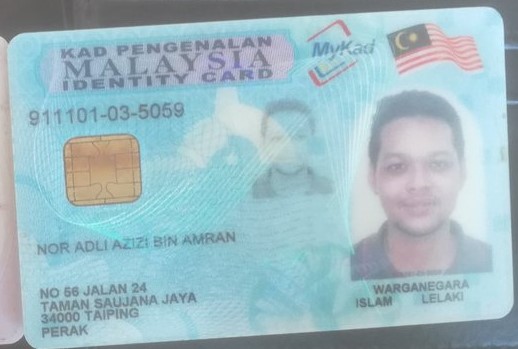 KAD PENGENALAN
MALAYSIA
IDENTITY CARD
MyKad
911101-03-5059
NOR ADLI AZIZI BIN AMRAN
NO 66 JALAN 24
TAMAN SAUJANA JAYA
34000 TAIPING
PERAK
WARGANEGARA
ISLAM LELAKI